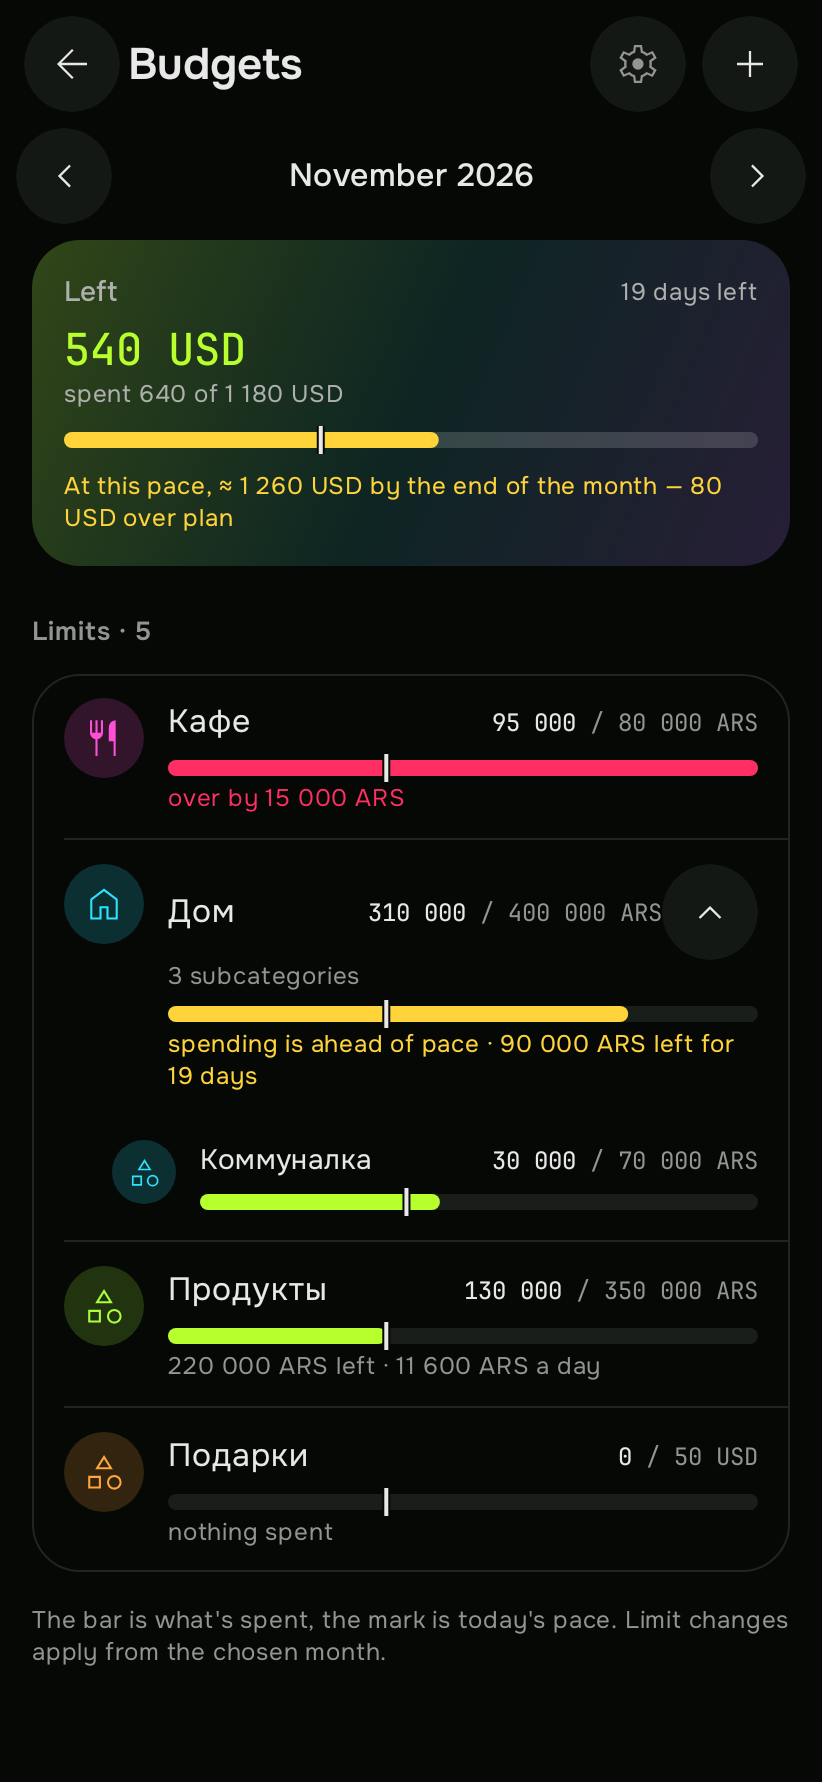 Budgets
November 2026
Left
19 days left
540 USD
spent 640 of 1 180 USD
At this pace, ≈ 1 260 USD by the end of the month — 80
USD over plan
Limits · 5
Кафе
95 000 / 80 000 ARS
over by 15 000 ARS
Дом
310 000 / 400 000 ARS
3 subcategories
spending is ahead of pace · 90 000 ARS left for
19 days
Коммуналка
30 000 / 70 000 ARS
Продукты
130 000 / 350 000 ARS
220 000 ARS left · 11 600 ARS a day
Подарки
0 / 50 USD
nothing spent
The bar is what's spent, the mark is today's pace. Limit changes
apply from the chosen month.